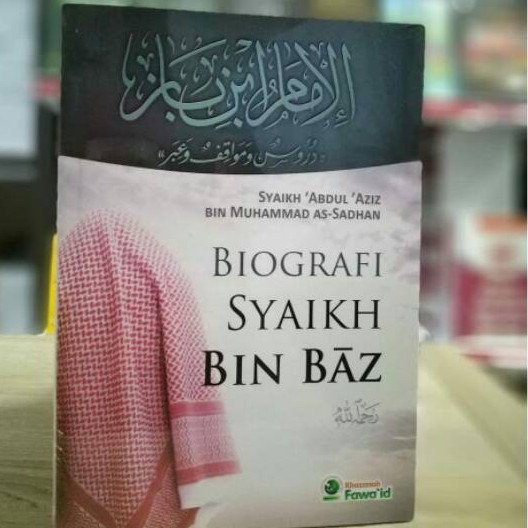 الإمام ابن باز
«دروس ومواقف وعبر»
SYAIKH 'ABDUL 'AZIZ
BIN MUHAMMAD AS-SADHAN
BIOGRAFI
SYAIKH
BIN BĀZ
رحمه الله
Khazanah
Fawa'id